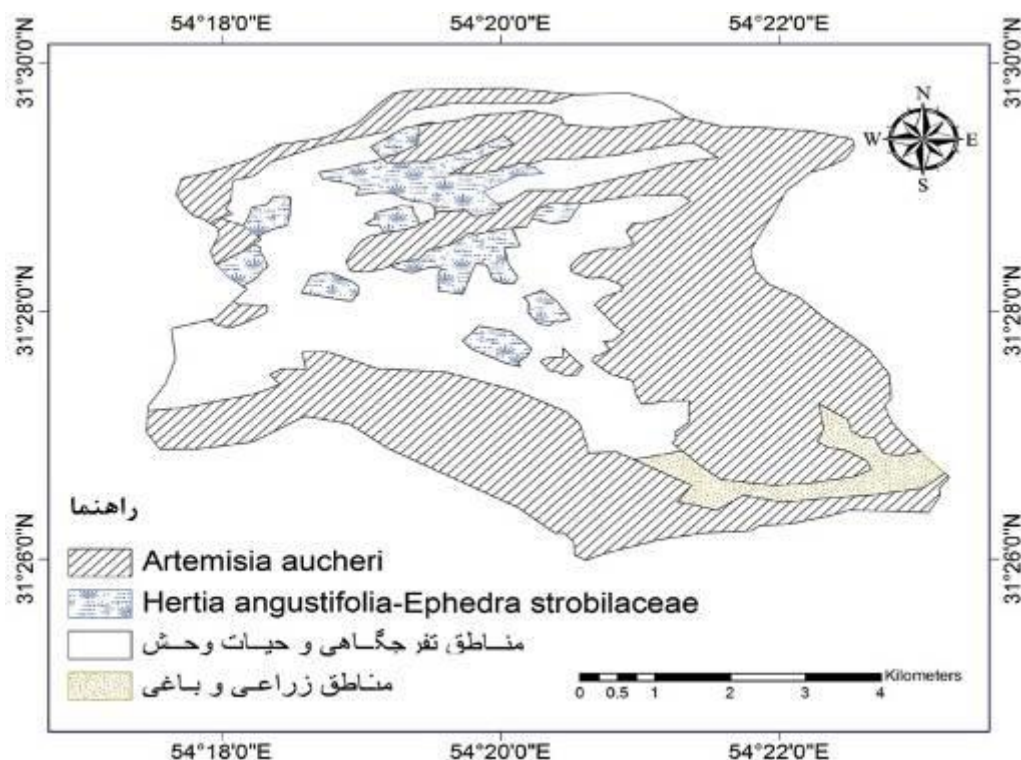 54°18'0"E 54°20'0"E 54°22'0"E
31°30'0"N 31°30'0"N
N
W E
S
31°28'0"N 31°28'0"N
31°26'0"N 31°26'0"N
راهنما
Artemisia aucheri
Hertia angustifolia-Ephedra strobilaceae
مناطق تفرجگاهی و حیات وحش
مناطق زراعی و باغی
Kilometers
0 0.5 1 2 3 4
54°18'0"E 54°20'0"E 54°22'0"E